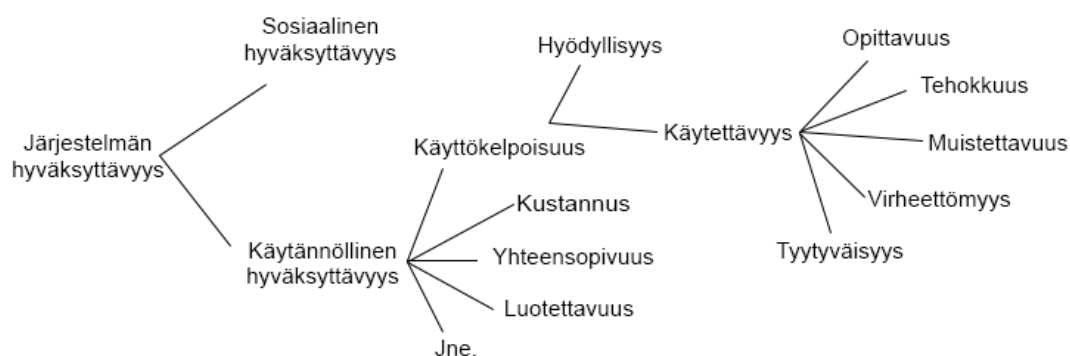 Sosiaalinen
hyväksyttävyys
Hyödyllisyys
Opittavuus
Tehokkuus
Järjestelmän
hyväksyttävyys
Käyttökelpoisuus
Käytettävyys
Muistettavuus
Kustannus
Virheettömyys
Käytännöllinen
hyväksyttävyys
Yhteensopivuus
Tyytyväisyys
Luotettavuus
Jne.